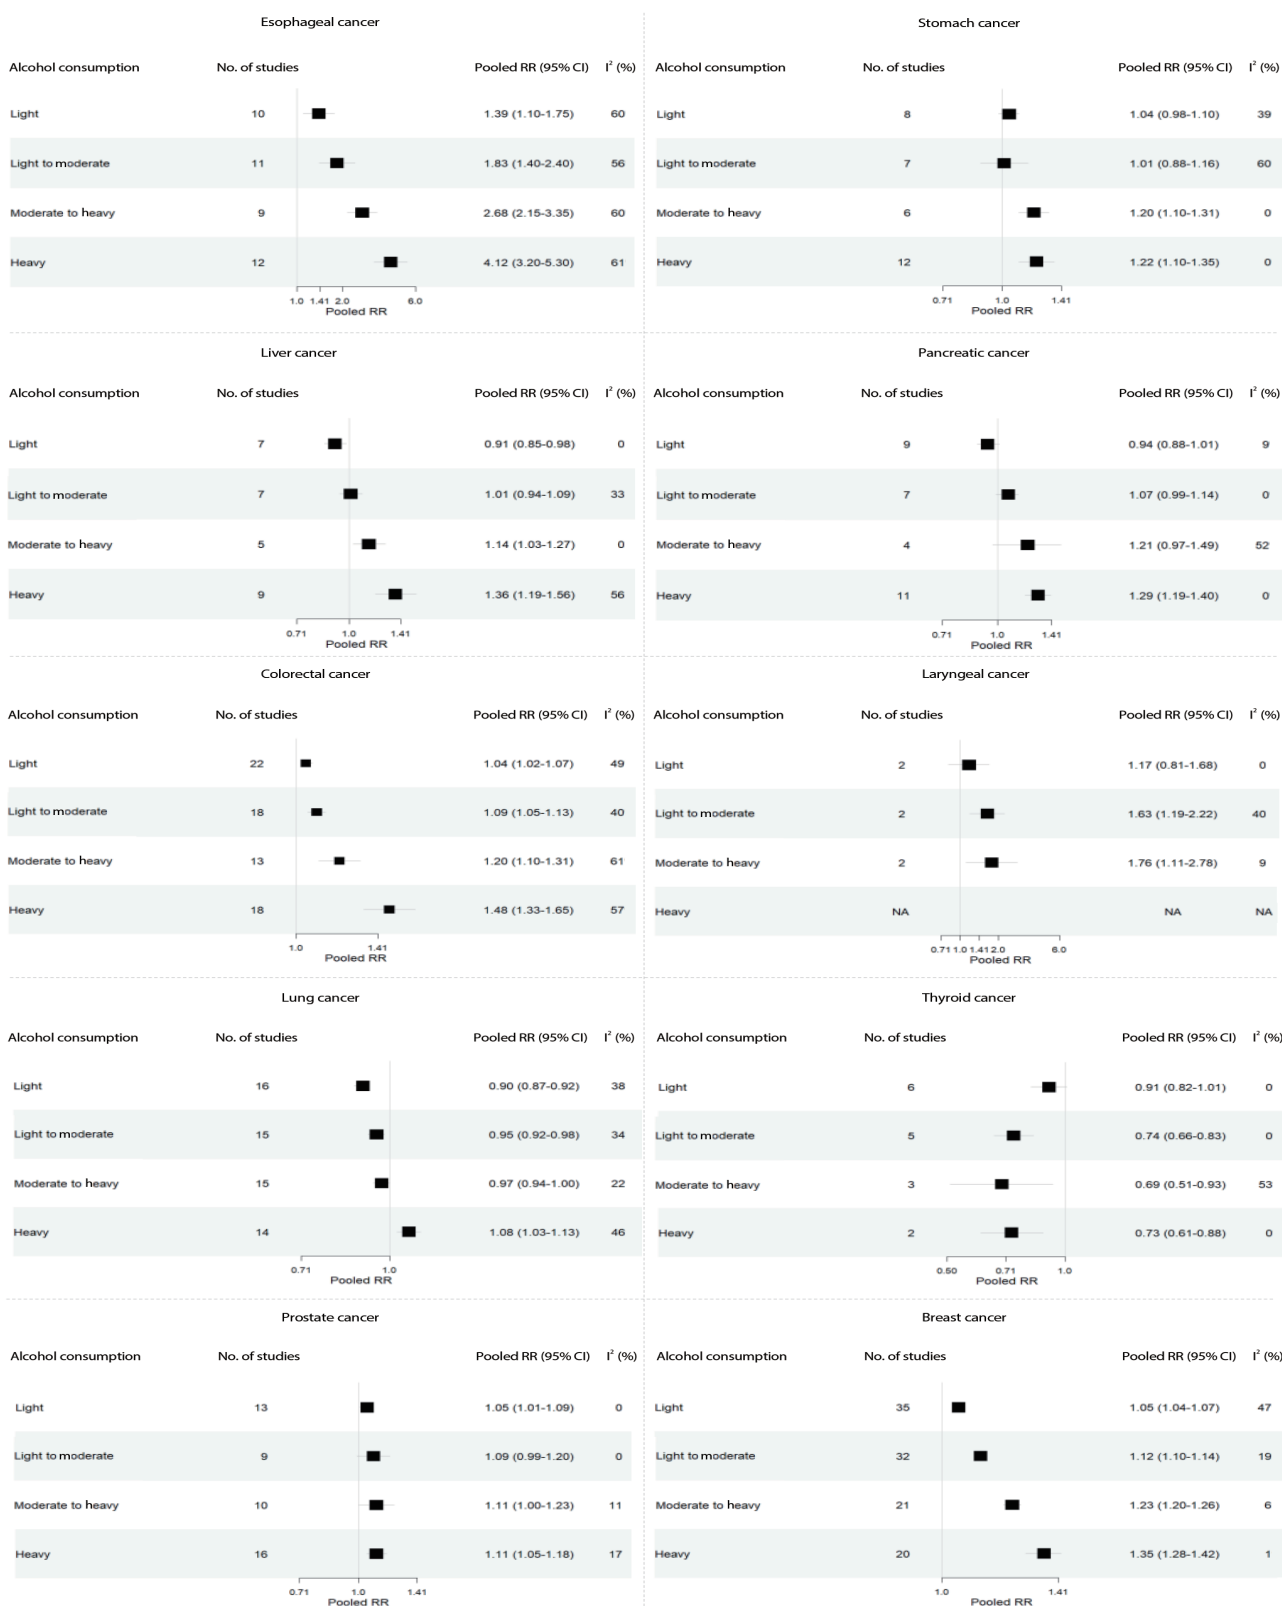 Esophageal cancer
Alcohol consumption No. of studies Pooled RR (95% CI) I² (%)
Light 10 1.39 (1.10-1.75) 60
Light to moderate 11 1.83 (1.40-2.40) 56
Moderate to heavy 9 2.68 (2.15-3.35) 60
Heavy 12 4.12 (3.20-5.30) 61
1.0 1.41 2.0 6.0
Pooled RR
Stomach cancer
Alcohol consumption No. of studies Pooled RR (95% CI) I² (%)
Light 8 1.04 (0.98-1.10) 39
Light to moderate 7 1.01 (0.88-1.16) 60
Moderate to heavy 6 1.20 (1.10-1.31) 0
Heavy 12 1.22 (1.10-1.35) 0
0.71 1.0 1.41
Pooled RR
Liver cancer
Alcohol consumption No. of studies Pooled RR (95% CI) I² (%)
Light 7 0.91 (0.85-0.98) 0
Light to moderate 7 1.01 (0.94-1.09) 33
Moderate to heavy 5 1.14 (1.03-1.27) 0
Heavy 9 1.36 (1.19-1.56) 56
0.71 1.0 1.41
Pooled RR
Pancreatic cancer
Alcohol consumption No. of studies Pooled RR (95% CI) I² (%)
Light 9 0.94 (0.88-1.01) 9
Light to moderate 7 1.07 (0.99-1.14) 0
Moderate to heavy 4 1.21 (0.97-1.49) 52
Heavy 11 1.29 (1.19-1.40) 0
0.71 1.0 1.41
Pooled RR
Colorectal cancer
Alcohol consumption No. of studies Pooled RR (95% CI) I² (%)
Light 22 1.04 (1.02-1.07) 49
Light to moderate 18 1.09 (1.05-1.13) 40
Moderate to heavy 13 1.20 (1.10-1.31) 61
Heavy 18 1.48 (1.33-1.65) 57
1.0 1.41
Pooled RR
Laryngeal cancer
Alcohol consumption No. of studies Pooled RR (95% CI) I² (%)
Light 2 1.17 (0.81-1.68) 0
Light to moderate 2 1.63 (1.19-2.22) 40
Moderate to heavy 2 1.76 (1.11-2.78) 9
Heavy NA NA NA
0.71 1.0 1.41 2.0 6.0
Pooled RR
Lung cancer
Alcohol consumption No. of studies Pooled RR (95% CI) I² (%)
Light 16 0.90 (0.87-0.92) 38
Light to moderate 15 0.95 (0.92-0.98) 34
Moderate to heavy 15 0.97 (0.94-1.00) 22
Heavy 14 1.08 (1.03-1.13) 46
0.71 1.0
Pooled RR
Thyroid cancer
Alcohol consumption No. of studies Pooled RR (95% CI) I² (%)
Light 6 0.91 (0.82-1.01) 0
Light to moderate 5 0.74 (0.66-0.83) 0
Moderate to heavy 3 0.69 (0.51-0.93) 53
Heavy 2 0.73 (0.61-0.88) 0
0.50 0.71 1.0
Pooled RR
Prostate cancer
Alcohol consumption No. of studies Pooled RR (95% CI) I² (%)
Light 13 1.05 (1.01-1.09) 0
Light to moderate 9 1.09 (0.99-1.20) 0
Moderate to heavy 10 1.11 (1.00-1.23) 11
Heavy 16 1.11 (1.05-1.18) 17
0.71 1.0 1.41
Pooled RR
Breast cancer
Alcohol consumption No. of studies Pooled RR (95% CI) I² (%)
Light 35 1.05 (1.04-1.07) 47
Light to moderate 32 1.12 (1.10-1.14) 19
Moderate to heavy 21 1.23 (1.20-1.26) 6
Heavy 20 1.35 (1.28-1.42) 1
1.0 1.41
Pooled RR